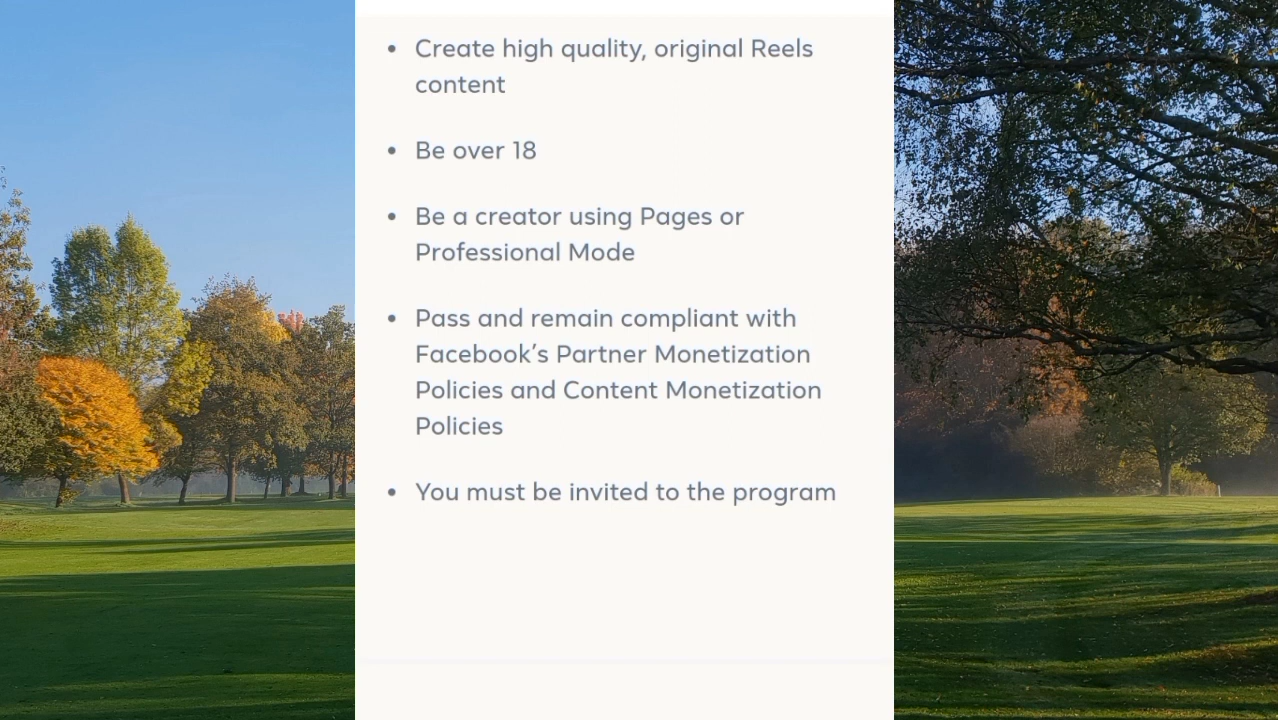 • Create high quality, original Reels
content
• Be over 18
• Be a creator using Pages or
Professional Mode
• Pass and remain compliant with
Facebook’s Partner Monetization
Policies and Content Monetization
Policies
• You must be invited to the program